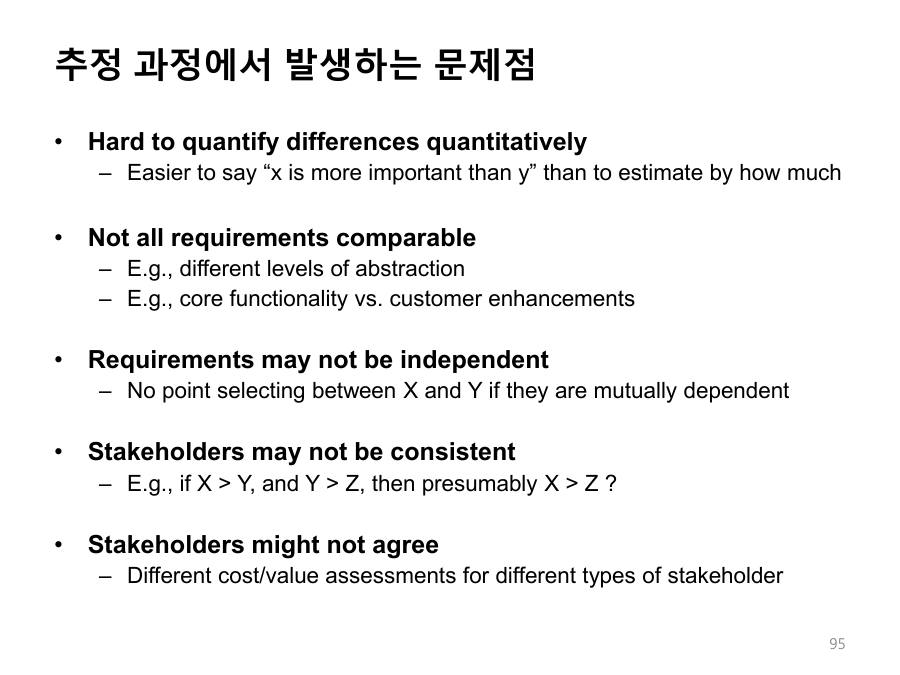 추정 과정에서 발생하는 문제점
• Hard to quantify differences quantitatively
– Easier to say “x is more important than y” than to estimate by how much
• Not all requirements comparable
– E.g., different levels of abstraction
– E.g., core functionality vs. customer enhancements
• Requirements may not be independent
– No point selecting between X and Y if they are mutually dependent
• Stakeholders may not be consistent
– E.g., if X > Y, and Y > Z, then presumably X > Z ?
• Stakeholders might not agree
– Different cost/value assessments for different types of stakeholder
95